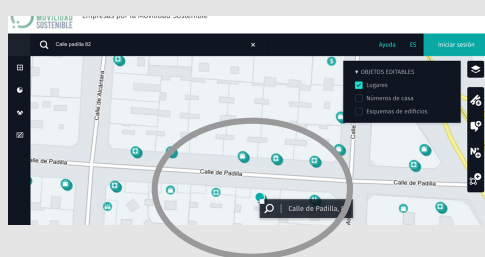 MOVILIDAD
SOSTENIBLE
Empresas por la Movilidad Sostenible
Calle padilla 82
×
Ayuda
ES
Iniciar sesión
▾ OBJETOS EDITABLES
Lugares
Números de casa
Esquemas de edificios
Calle de Alcántara
Calle
Calle de Padilla
Calle de Padilla
Calle de Padilla
Calle de Padilla,